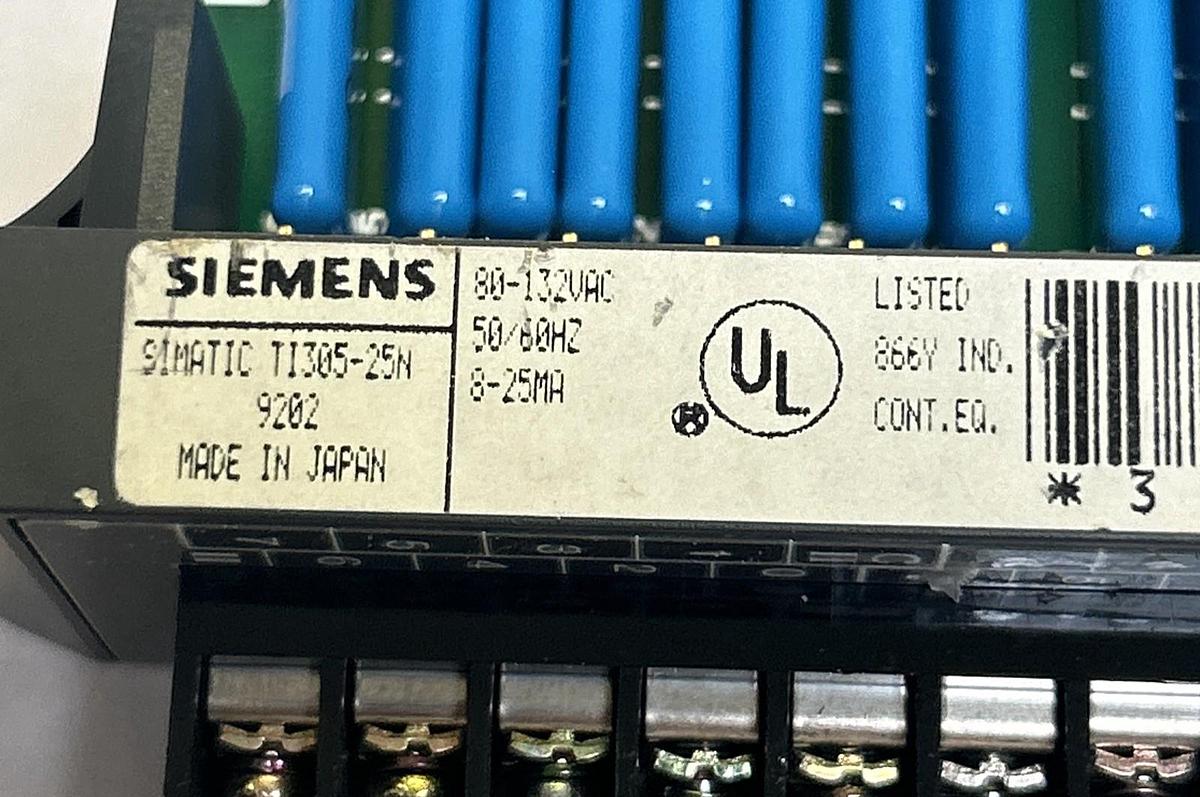 SIEMENS
SIMATIC TI305-25N
9202
MADE IN JAPAN
80-132VAC
50/60HZ
8-25MA
UL
®
LISTED
866Y IND.
CONT.EQ.
* 3